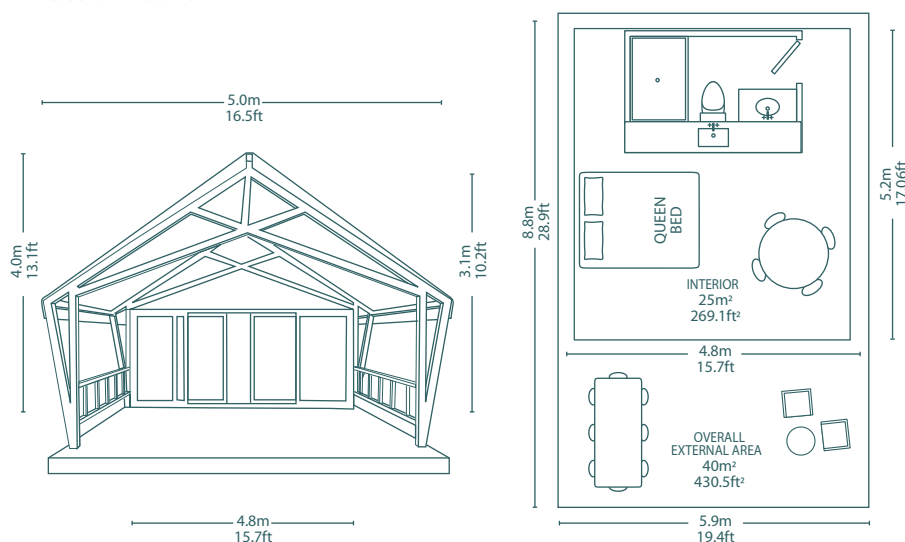 5.0m
16.5ft
4.0m
13.1ft
3.1m
10.2ft
4.8m
15.7ft
8.8m
28.9ft
5.2m
17.06ft
QUEEN
BED
INTERIOR
25m²
269.1ft²
4.8m
15.7ft
OVERALL
EXTERNAL AREA
40m²
430.5ft²
5.9m
19.4ft